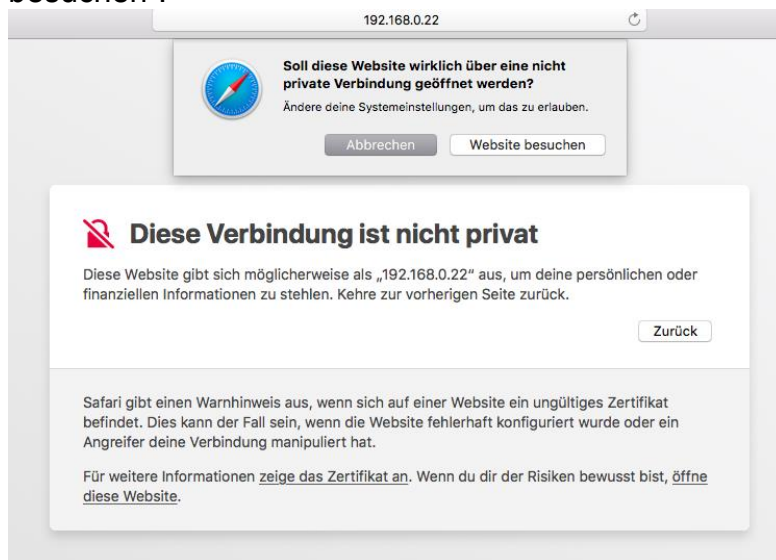 besuchen“.
192.168.0.22
Soll diese Website wirklich über eine nicht
private Verbindung geöffnet werden?
Ändere deine Systemeinstellungen, um das zu erlauben.
Abbrechen
Website besuchen
Diese Verbindung ist nicht privat
Diese Website gibt sich möglicherweise als „192.168.0.22“ aus, um deine persönlichen oder
finanziellen Informationen zu stehlen. Kehre zur vorherigen Seite zurück.
Zurück
Safari gibt einen Warnhinweis aus, wenn sich auf einer Website ein ungültiges Zertifikat
befindet. Dies kann der Fall sein, wenn die Website fehlerhaft konfiguriert wurde oder ein
Angreifer deine Verbindung manipuliert hat.
Für weitere Informationen zeige das Zertifikat an. Wenn du dir der Risiken bewusst bist, öffne
diese Website.